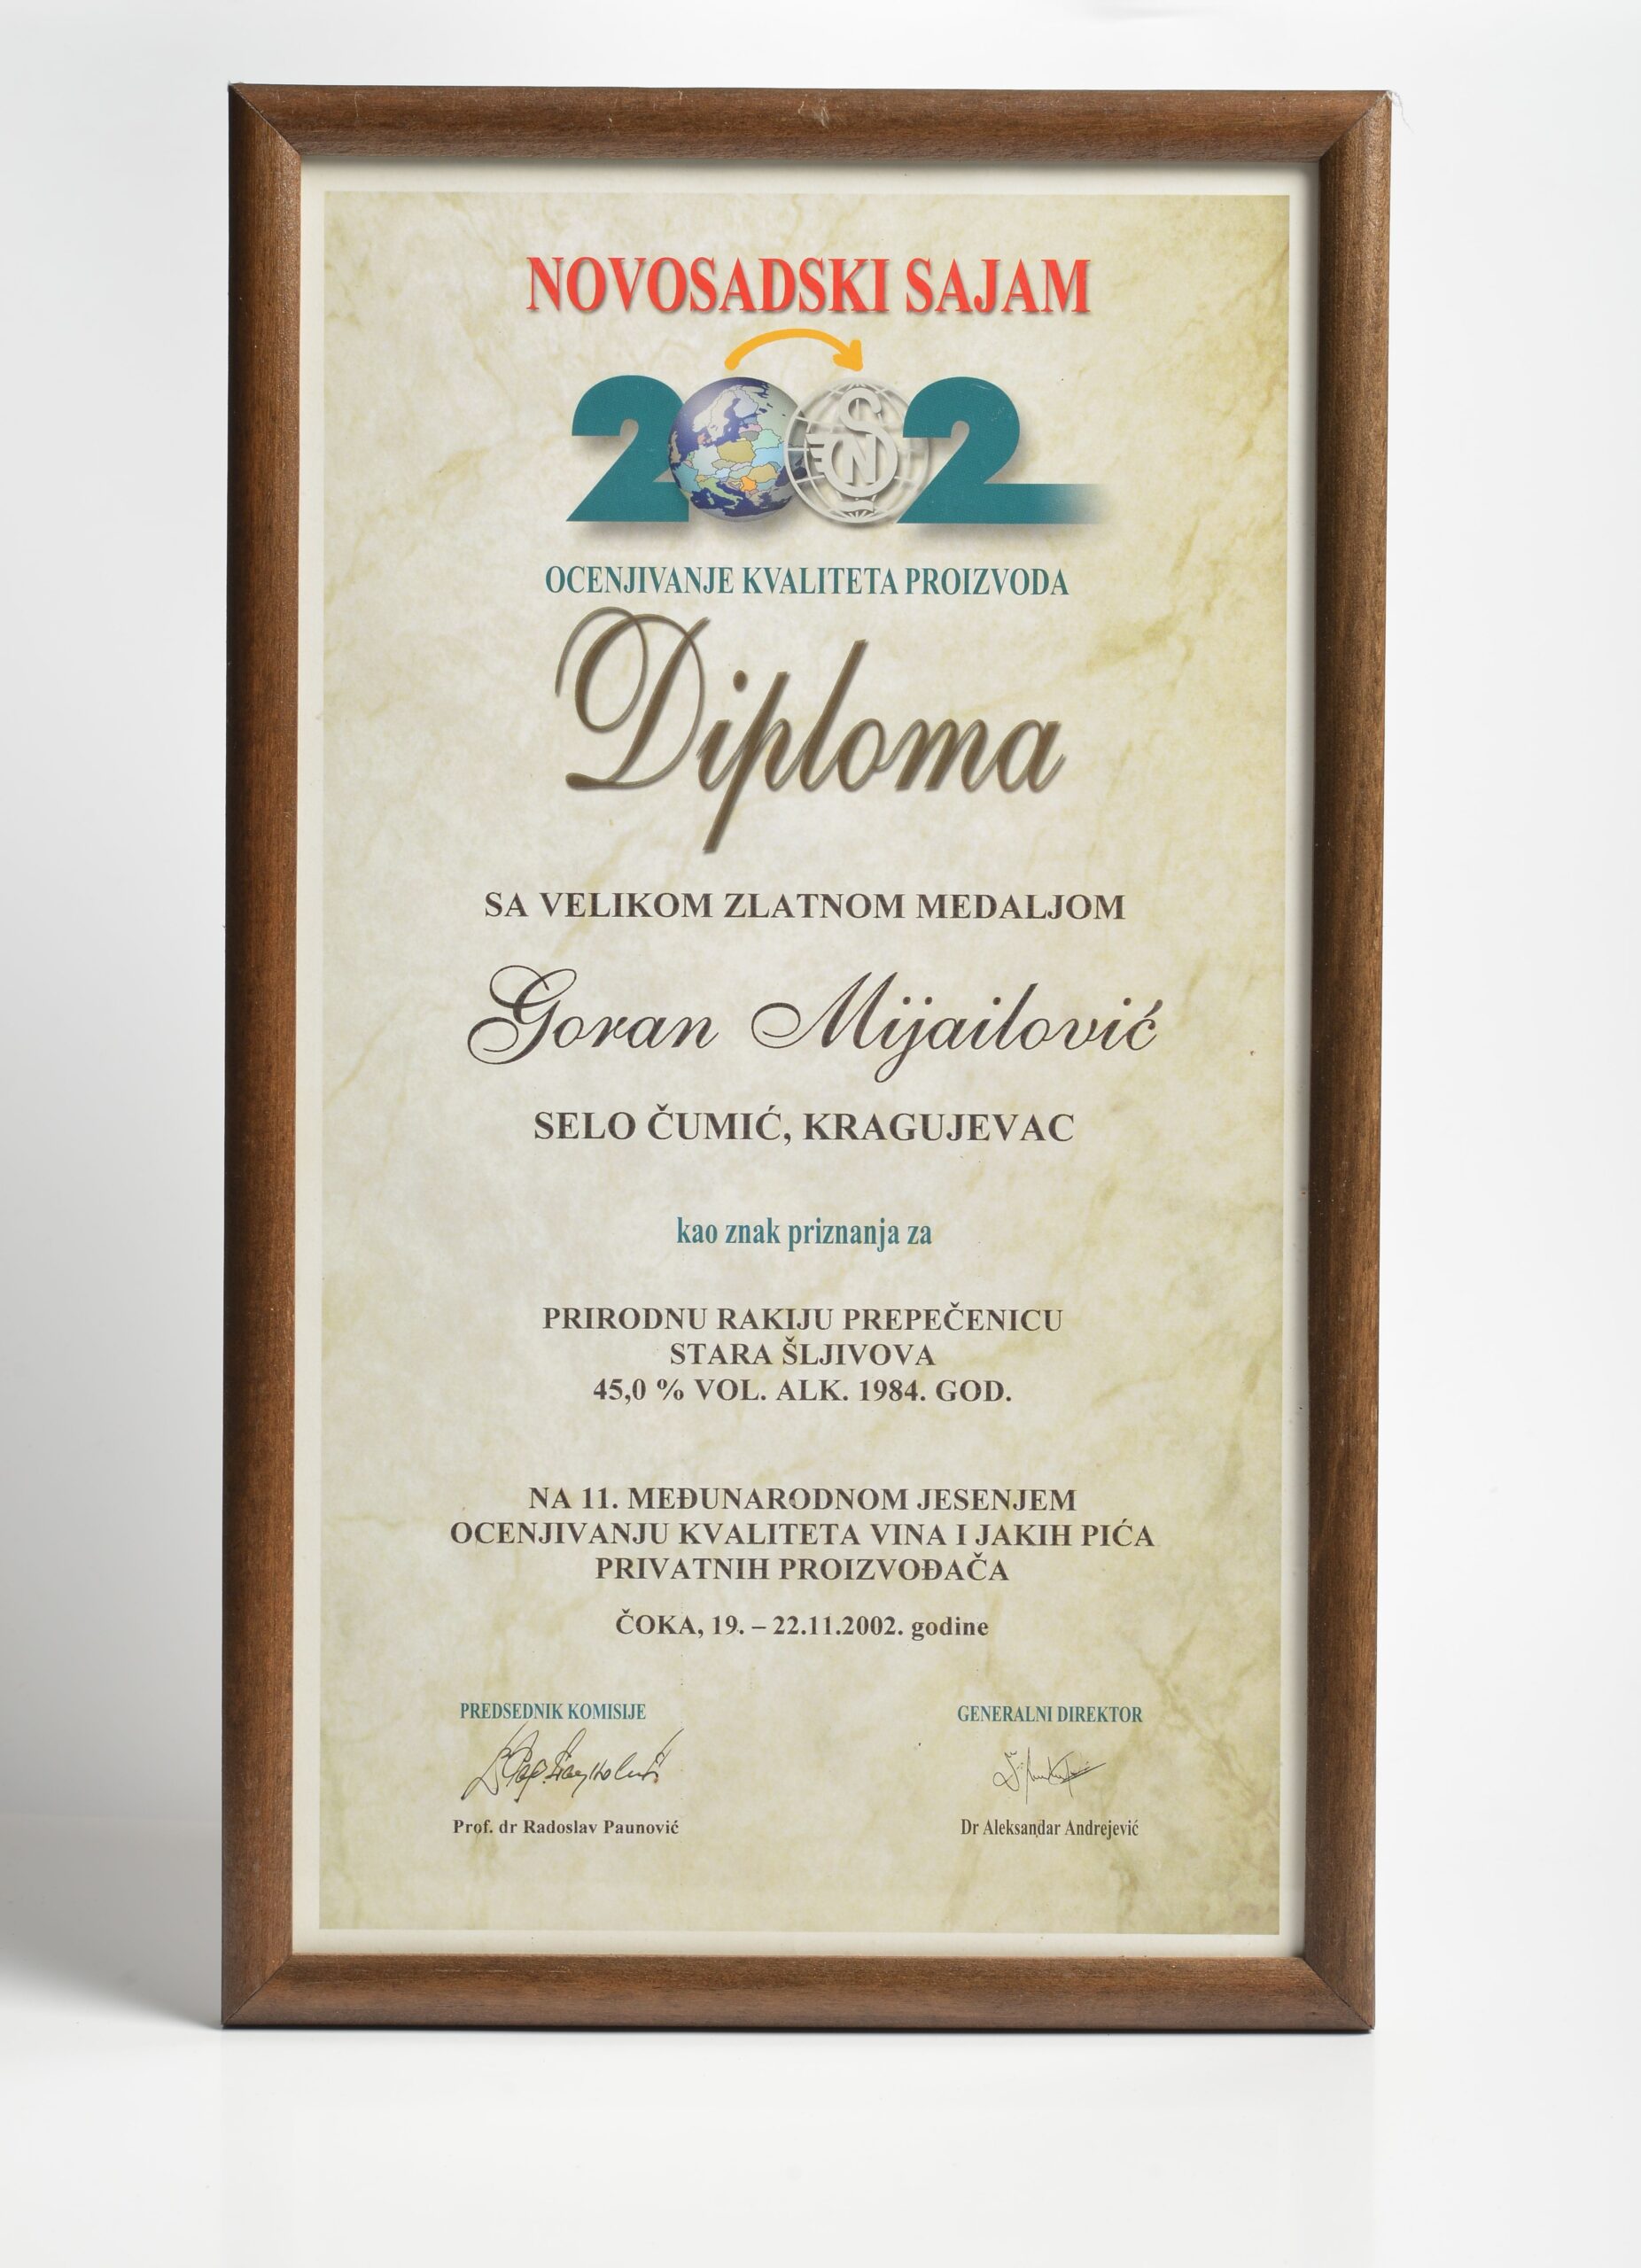 NOVOSADSKI SAJAM
2002
OCENJIVANJE KVALITETA PROIZVODA
Diploma
SA VELIKOM ZLATNOM MEDALJOM
Goran Mijailović
SELO ČUMIĆ, KRAGUJEVAC
kao znak priznanja za
PRIRODNU RAKIJU PREPEČENICU
STARA ŠLJIVOVA
45,0 % VOL. ALK. 1984. GOD.
NA 11. MEĐUNARODNOM JESENJEM
OCENJIVANJU KVALITETA VINA I JAKIH PIĆA
PRIVATNIH PROIZVOĐAČA
ČOKA, 19. – 22.11.2002. godine
PREDSEDNIK KOMISIJE
GENERALNI DIREKTOR
Prof. dr Radoslav Paunović
Dr Aleksandar Andrejević